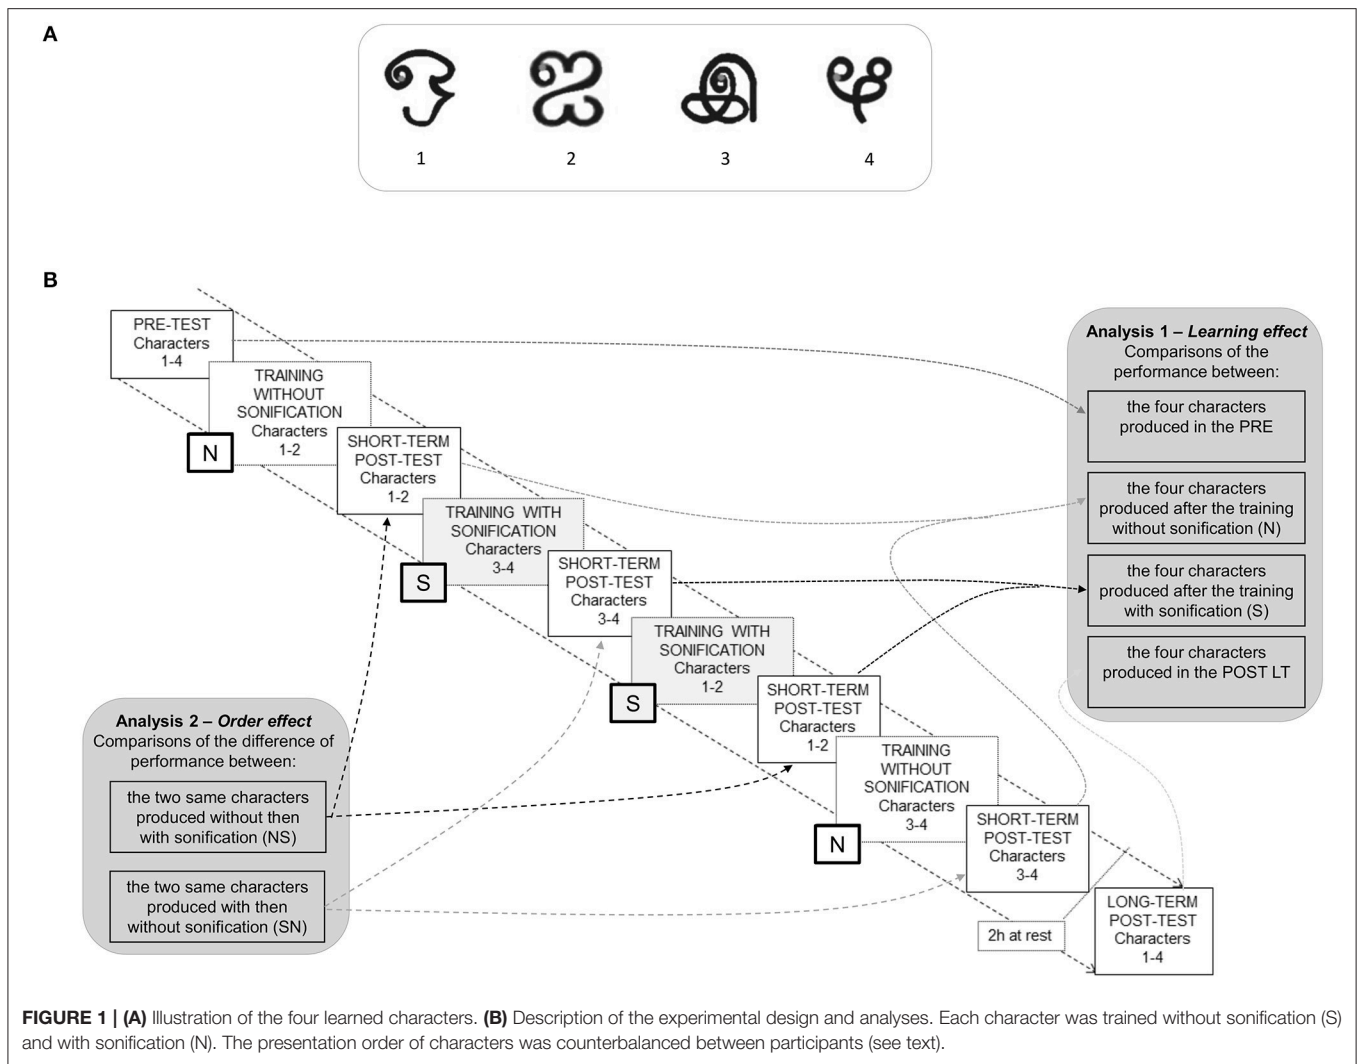 A
1
2
3
4
B
PRE-TEST
Characters
1-4
TRAINING
WITHOUT
SONIFICATION
Characters
1-2
N
SHORT-TERM
POST-TEST
Characters
1-2
TRAINING WITH
SONIFICATION
Characters
3-4
S
SHORT-TERM
POST-TEST
Characters
3-4
TRAINING WITH
SONIFICATION
Characters
1-2
S
SHORT-TERM
POST-TEST
Characters
1-2
TRAINING
WITHOUT
SONIFICATION
Characters
3-4
N
SHORT-TERM
POST-TEST
Characters
3-4
2h at rest
LONG-TERM
POST-TEST
Characters
1-4
Analysis 1 – Learning effect
Comparisons of the
performance between:
the four characters
produced in the PRE
the four characters
produced after the training
without sonification (N)
the four characters
produced after the training
with sonification (S)
the four characters
produced in the POST LT
Analysis 2 – Order effect
Comparisons of the difference of
performance between:
the two same characters
produced without then
with sonification (NS)
the two same characters
produced with then
without sonification (SN)
FIGURE 1 | (A) Illustration of the four learned characters. (B) Description of the experimental design and analyses. Each character was trained without sonification (S)
and with sonification (N). The presentation order of characters was counterbalanced between participants (see text).